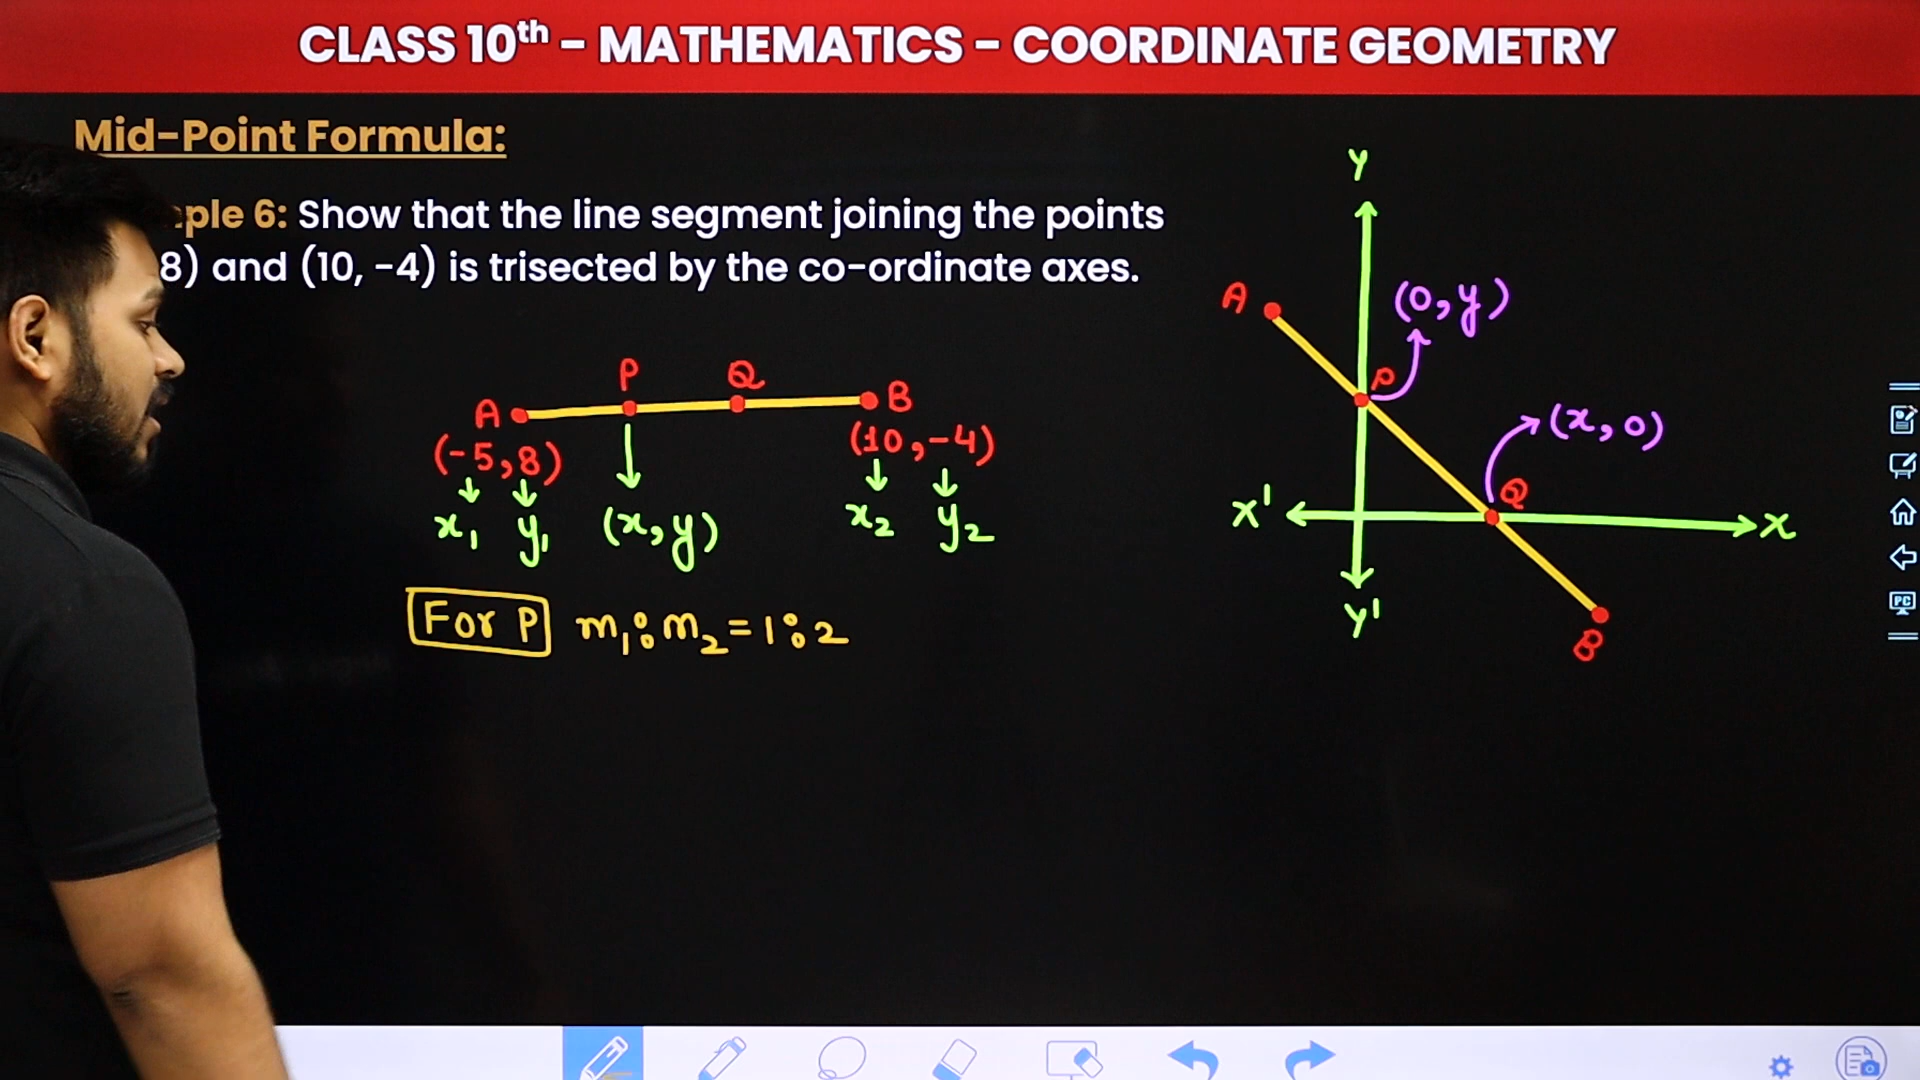 CLASS 10th - MATHEMATICS - COORDINATE GEOMETRY
Mid-Point Formula:
ple 6: Show that the line segment joining the points
8) and (10, -4) is trisected by the co-ordinate axes.
A P Q B
(-5,8) (10,-4)
x1 y1 (x,y) x2 y2
For P m1:m2=1:2
Y
A (0,y)
P
(x,0)
Q
X' X
Y'
B
PC